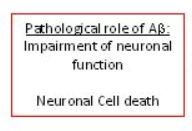 Pathological role of Aβ:
Impairment of neuronal
function
Neuronal Cell death